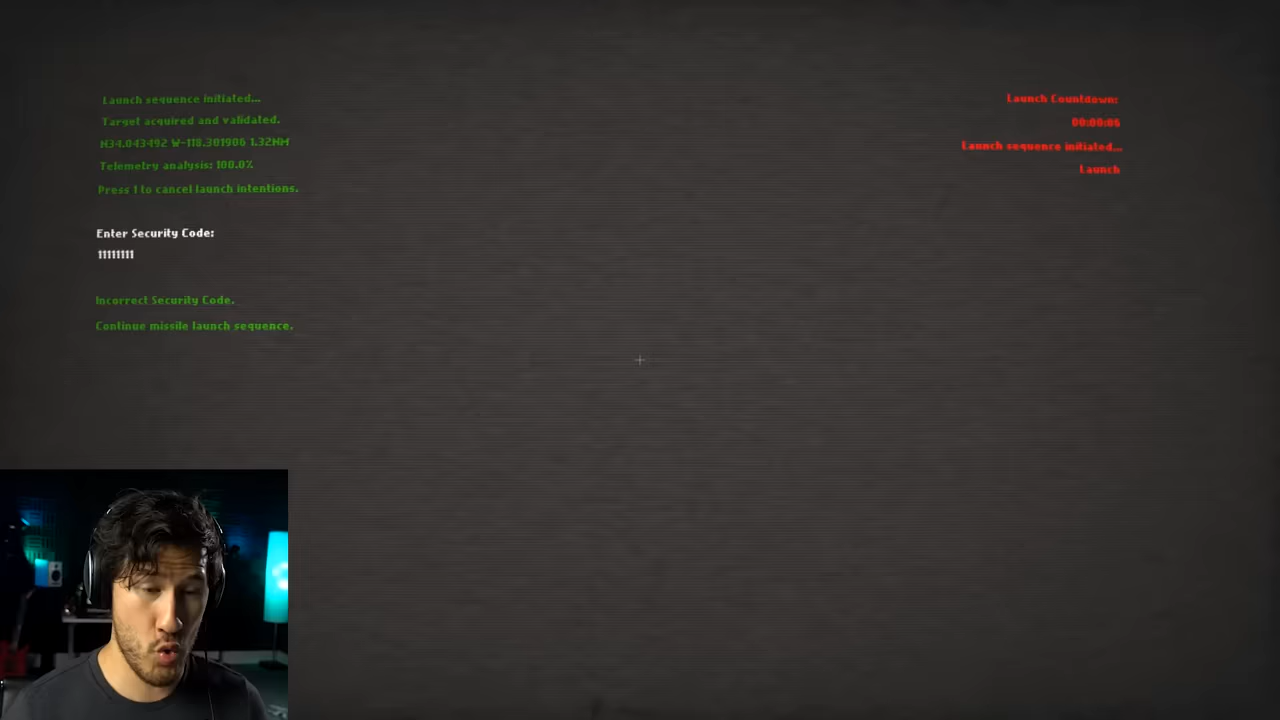 Launch sequence initiated...
Target acquired and validated.
N34.043492 W-118.301906 1.32NM
Telemetry analysis: 100.0%
Press 1 to cancel launch intentions.
Enter Security Code:
11111111
Incorrect Security Code.
Continue missile launch sequence.
Launch Countdown:
00:00:06
Launch sequence initiated...
Launch